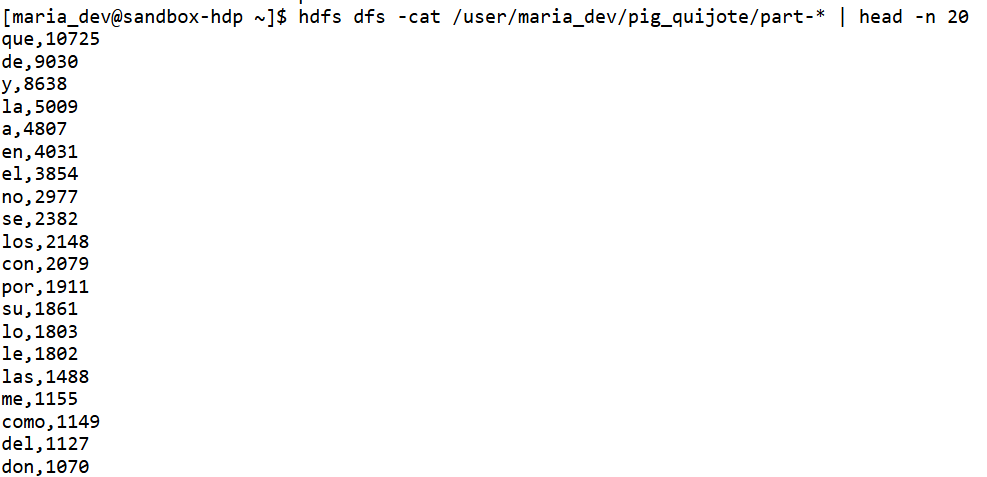 [maria_dev@sandbox-hdp ~]$ hdfs dfs -cat /user/maria_dev/pig_quijote/part-* | head -n 20
que,10725
de,9030
y,8638
la,5009
a,4807
en,4031
el,3854
no,2977
se,2382
los,2148
con,2079
por,1911
su,1861
lo,1803
le,1802
las,1488
me,1155
como,1149
del,1127
don,1070